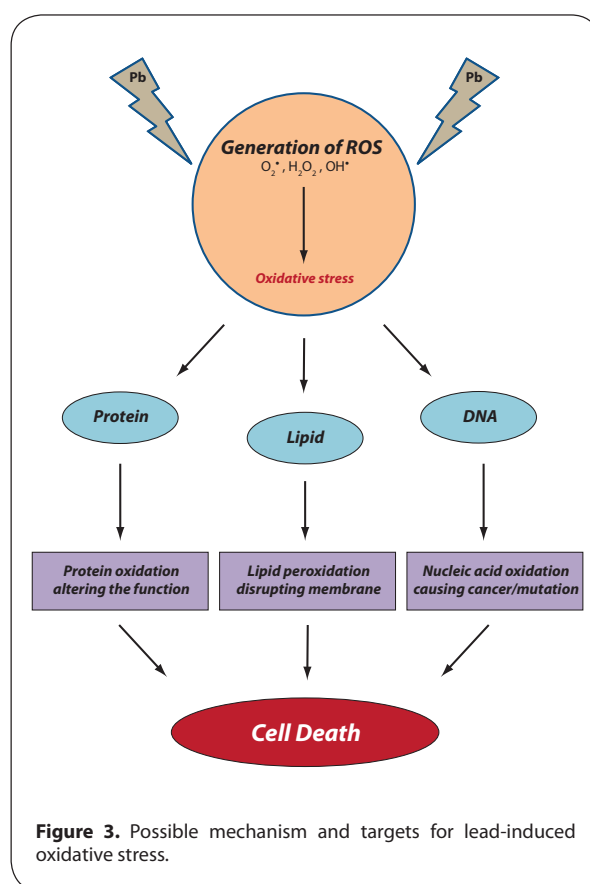 Pb
Pb
Generation of ROS
O₂•, H₂O₂, OH•
Oxidative stress
Protein
Lipid
DNA
Protein oxidation
altering the function
Lipid peroxidation
disrupting membrane
Nucleic acid oxidation
causing cancer/mutation
Cell Death
Figure 3. Possible mechanism and targets for lead-induced
oxidative stress.